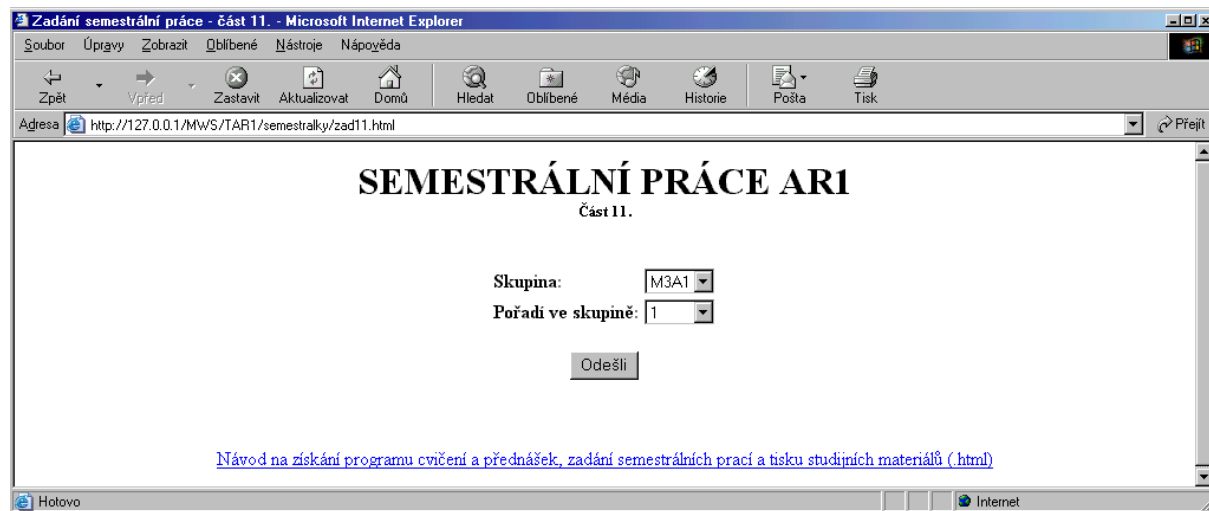 Zadání semestrální práce - část 11. - Microsoft Internet Explorer
Soubor Úpravy Zobrazit Oblíbené Nástroje Nápověda
Zpět Vpřed Zastavit Aktualizovat Domů Hledat Oblíbené Média Historie Pošta Tisk
Adresa http://127.0.0.1/MWS/TAR1/semestralky/zad11.html Přejít
SEMESTRÁLNÍ PRÁCE AR1
Část 11.
Skupina: M3A1
Pořadí ve skupině: 1
Odešli
Návod na získání programu cvičení a přednášek, zadání semestrálních prací a tisku studijních materiálů (.html)
Hotovo Internet